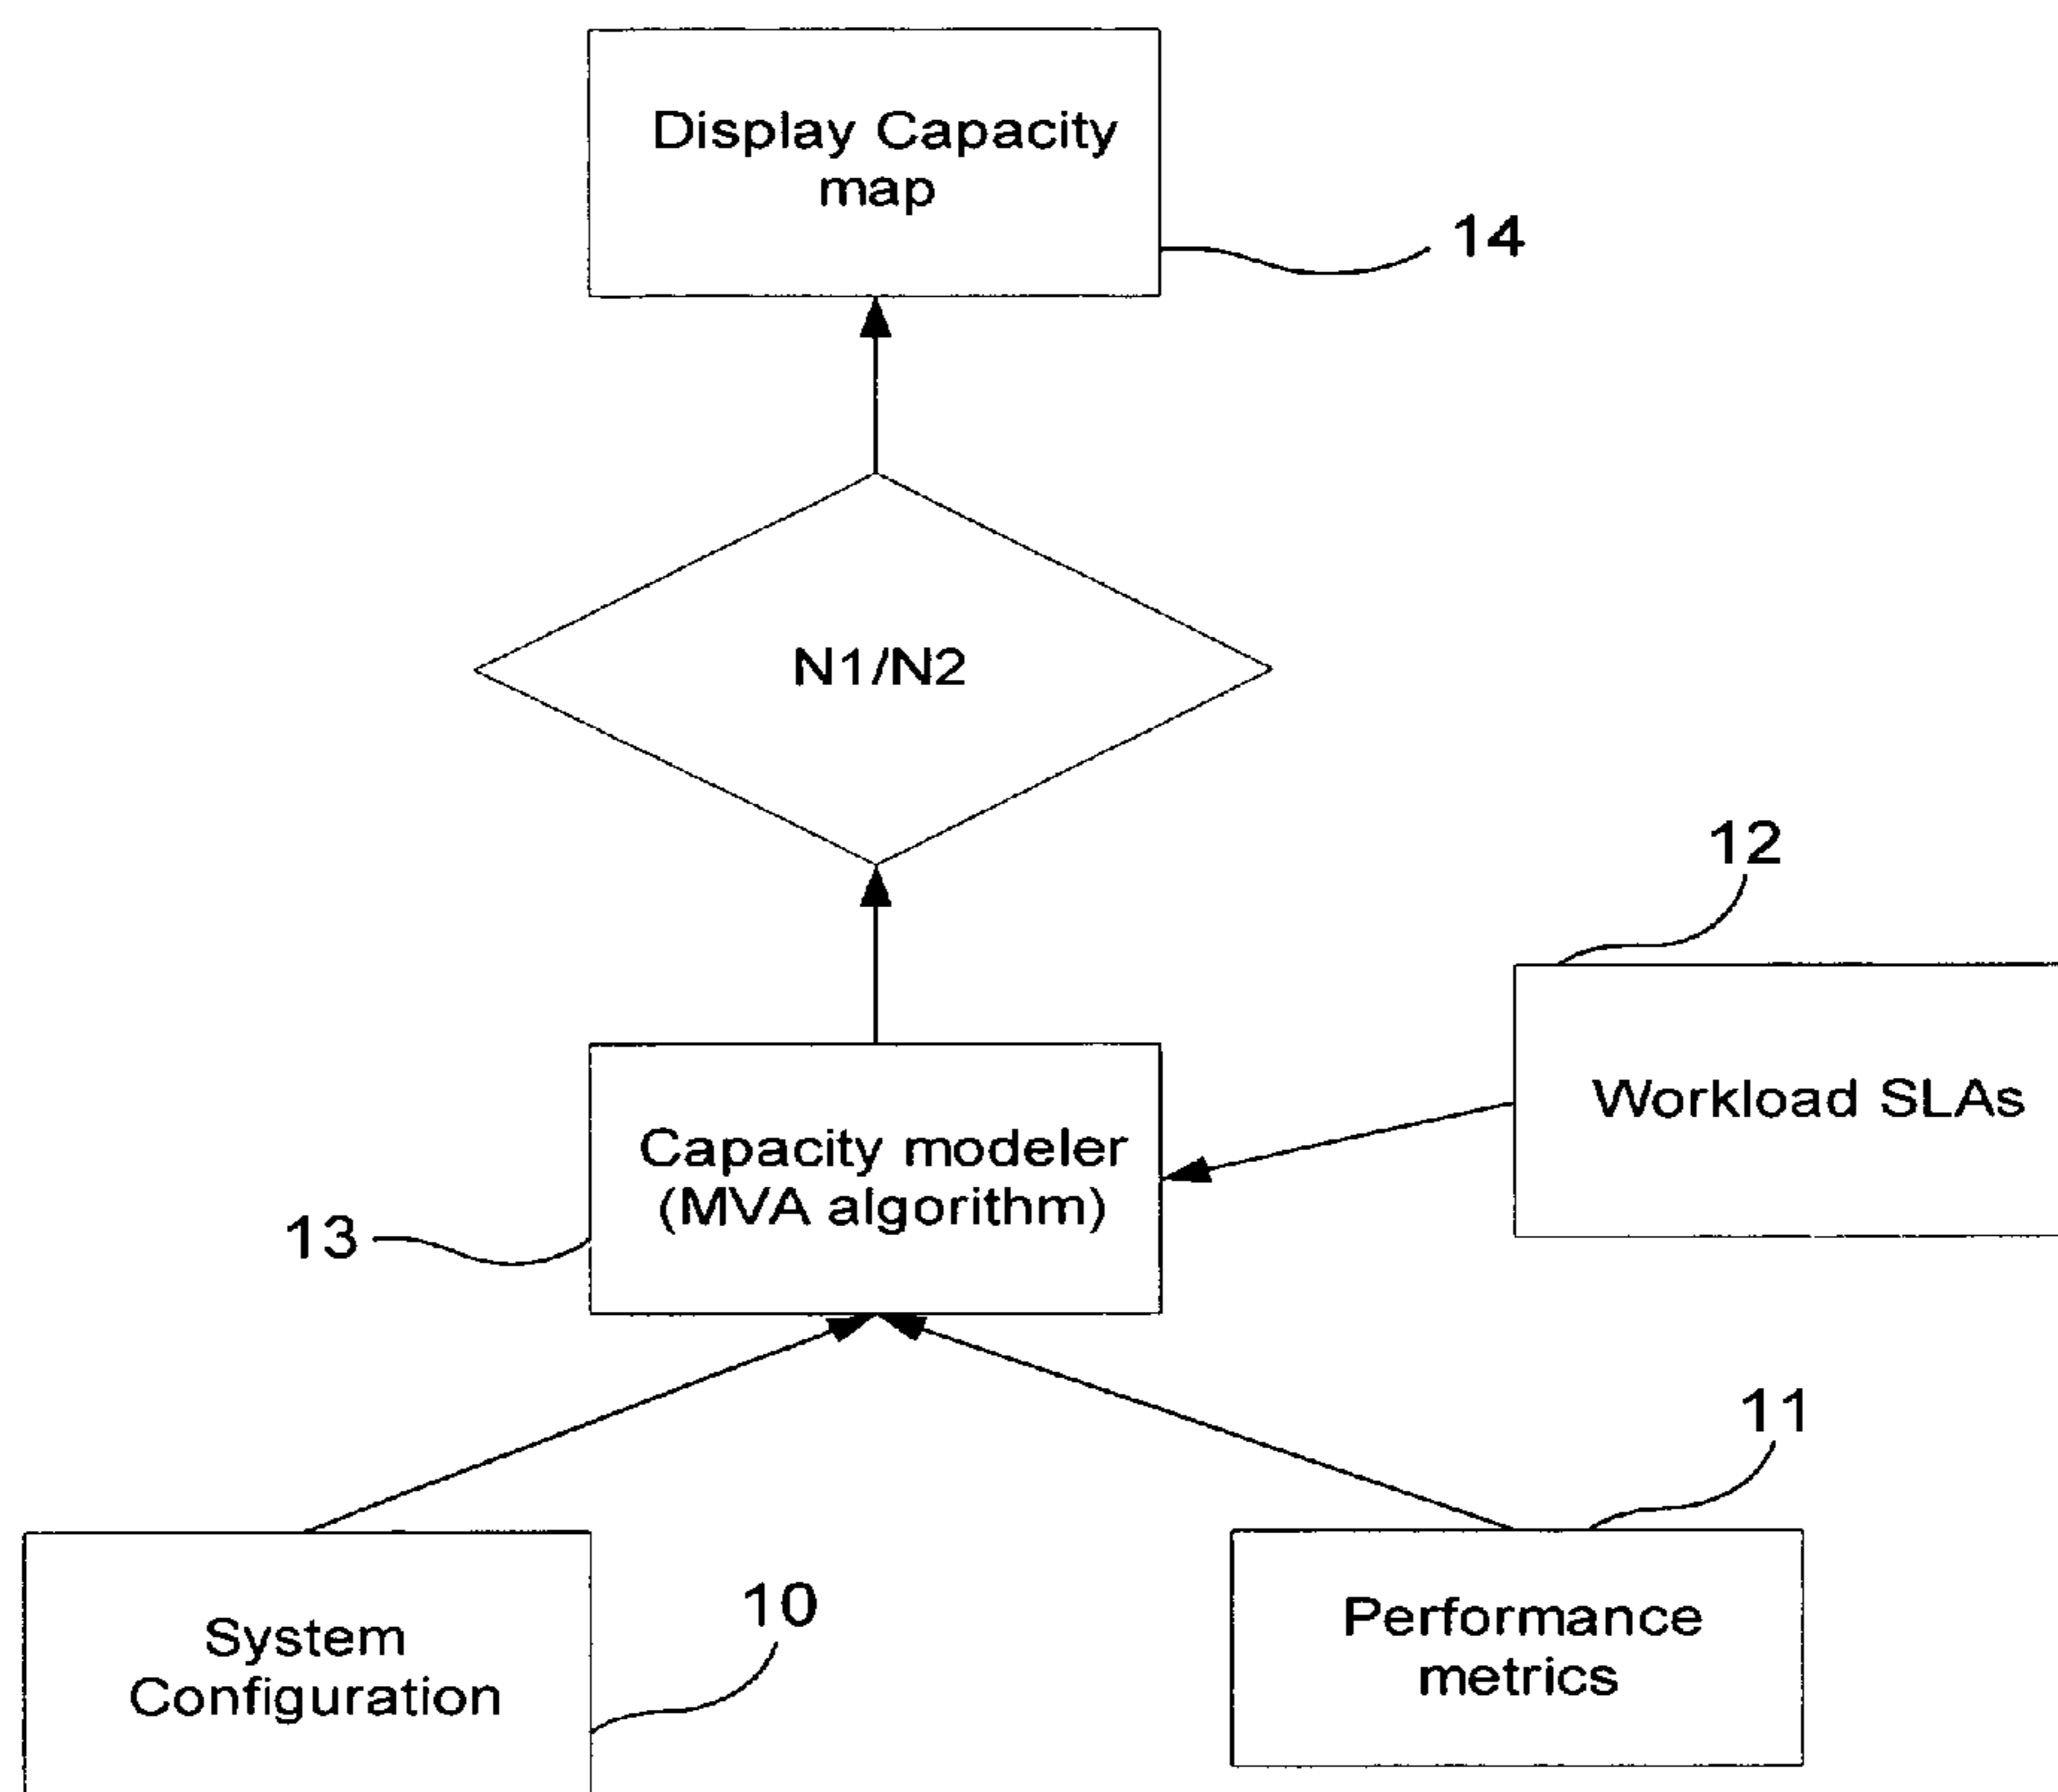 Display Capacity
map
14
N1/N2
12
Workload SLAs
Capacity modeler
(MVA algorithm)
13
11
System
Configuration
10
Performance
metrics